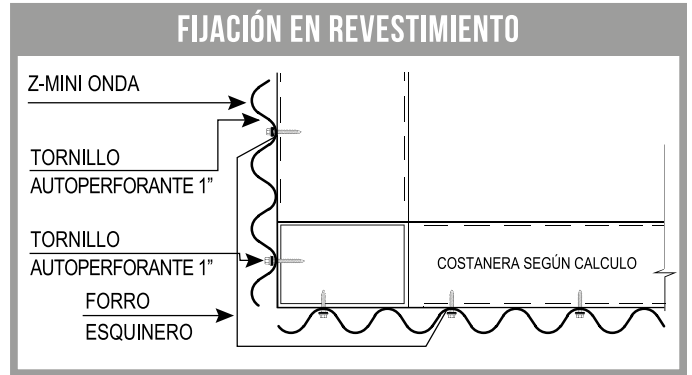 FIJACIÓN EN REVESTIMIENTO
Z-MINI ONDA
TORNILLO
AUTOPERFORANTE 1"
TORNILLO
AUTOPERFORANTE 1"
FORRO
ESQUINERO
COSTANERA SEGÚN CALCULO